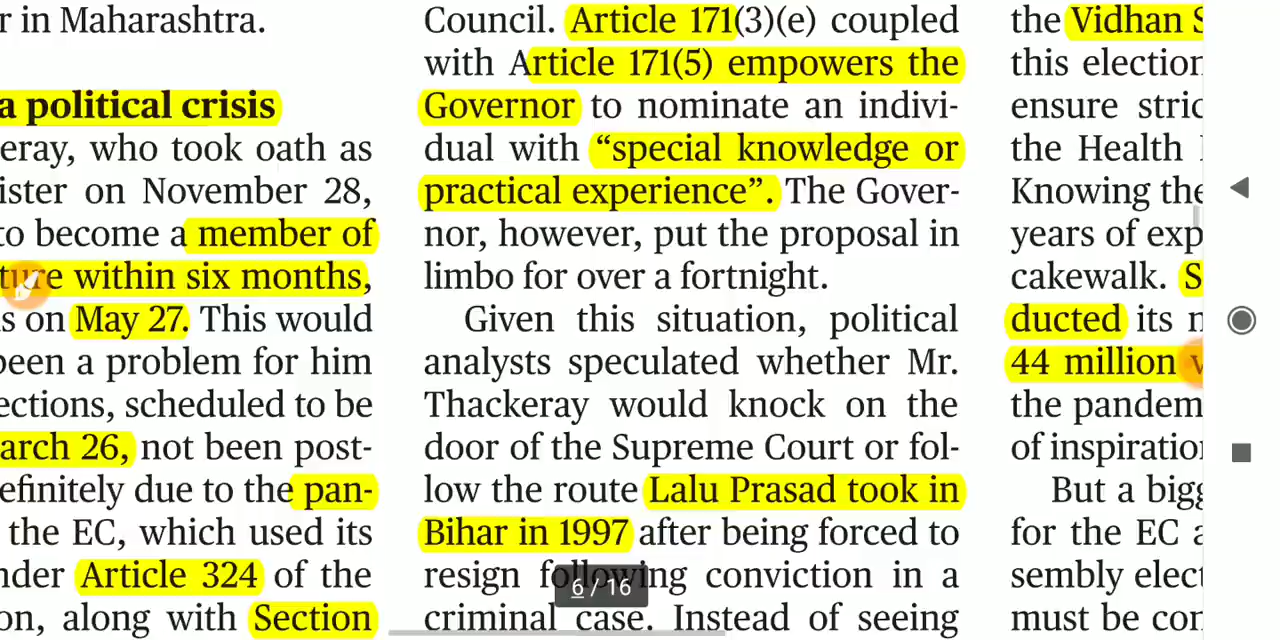 r in Maharashtra.
a political crisis
eray, who took oath as
ister on November 28,
to become a member of
ture within six months,
s on May 27. This would
been a problem for him
ections, scheduled to be
arch 26, not been post-
efinitely due to the pan-
the EC, which used its
nder Article 324 of the
on, along with Section
Council. Article 171(3)(e) coupled
with Article 171(5) empowers the
Governor to nominate an indivi-
dual with “special knowledge or
practical experience”. The Gover-
nor, however, put the proposal in
limbo for over a fortnight.
Given this situation, political
analysts speculated whether Mr.
Thackeray would knock on the
door of the Supreme Court or fol-
low the route Lalu Prasad took in
Bihar in 1997 after being forced to
resign following conviction in a
criminal case. Instead of seeing
the Vidhan S
this election
ensure stric
the Health
Knowing the
years of exp
cakewalk. S
ducted its n
44 million v
the pandem
of inspiration
But a bigg
for the EC a
sembly elect
must be con
6 / 16